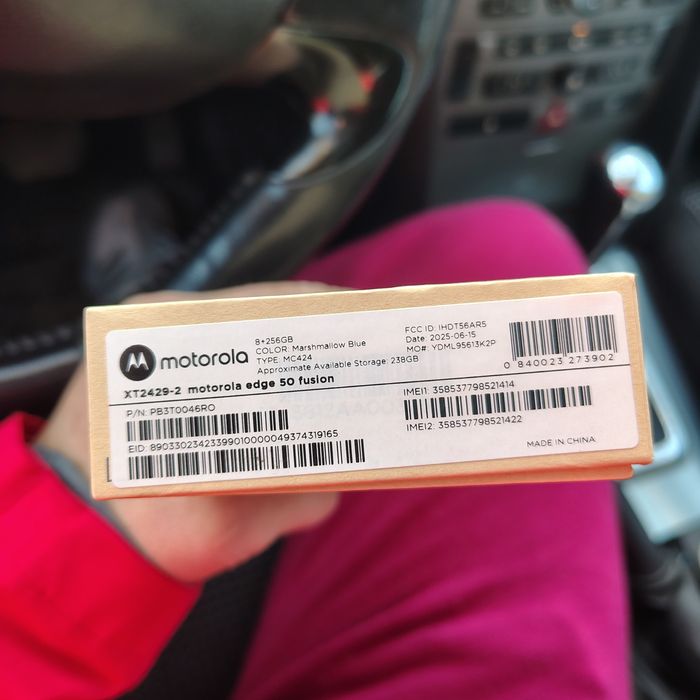 motorola
8+256GB
COLOR: Marshmallow Blue
TYPE: MC424
Approximate Available Storage: 238GB
FCC ID: IHDT56AR5
Date: 2025-06-15
MO#: YDML95613K2P
0 840023 273902
XT2429-2 motorola edge 50 fusion
P/N: PB3T0046RO
EID: 89033023423399010000049374319165
IMEI1: 358537798521414
IMEI2: 358537798521422
MADE IN CHINA